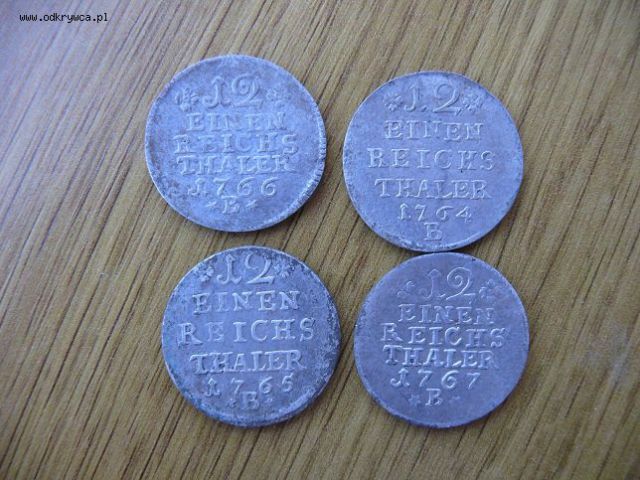 www.odkrywca.pl
12
EINEN
REICHS
THALER
1766
*B*
12
EINEN
REICHS
THALER
1764
B
12
EINEN
REICHS
THALER
1765
*B*
12
EINEN
REICHS
THALER
1767
*B*